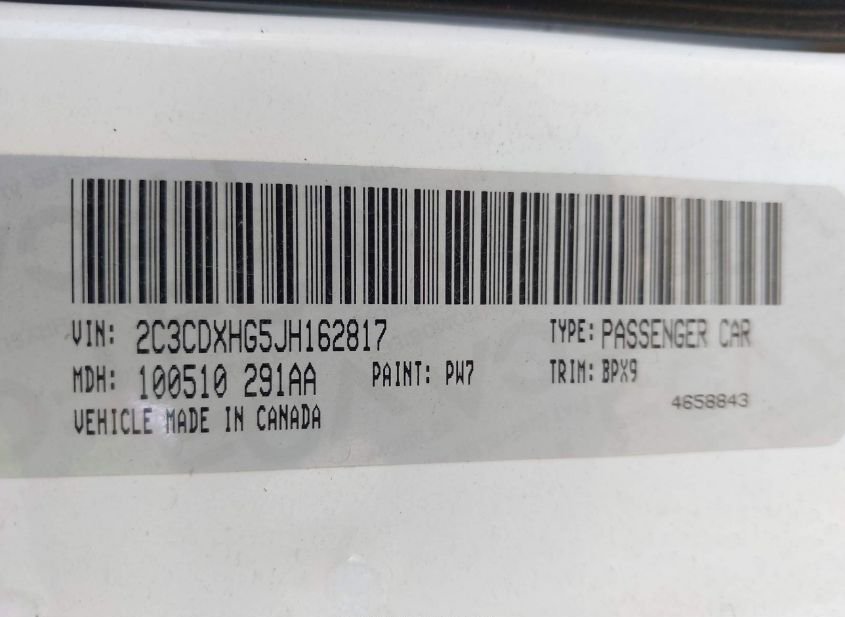 VIN: 2C3CDXHG5JH162817 TYPE: PASSENGER CAR
MDH: 100510 291AA PAINT: PW7 TRIM: BPX9
4658843
VEHICLE MADE IN CANADA